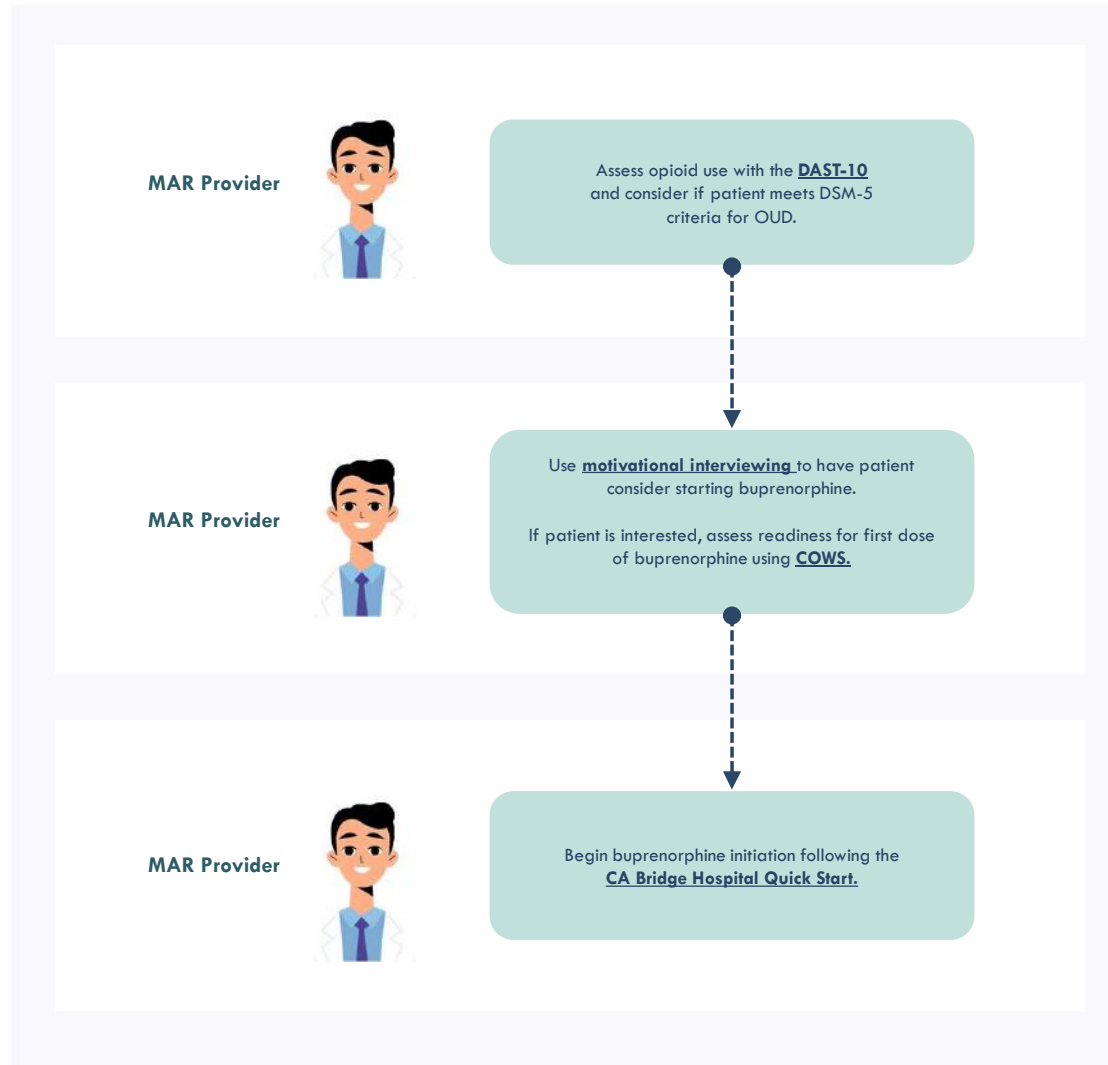 MAR Provider
Assess opioid use with the DAST-10
and consider if patient meets DSM-5
criteria for OUD.
MAR Provider
Use motivational interviewing to have patient
consider starting buprenorphine.
If patient is interested, assess readiness for first dose
of buprenorphine using COWS.
MAR Provider
Begin buprenorphine initiation following the
CA Bridge Hospital Quick Start.